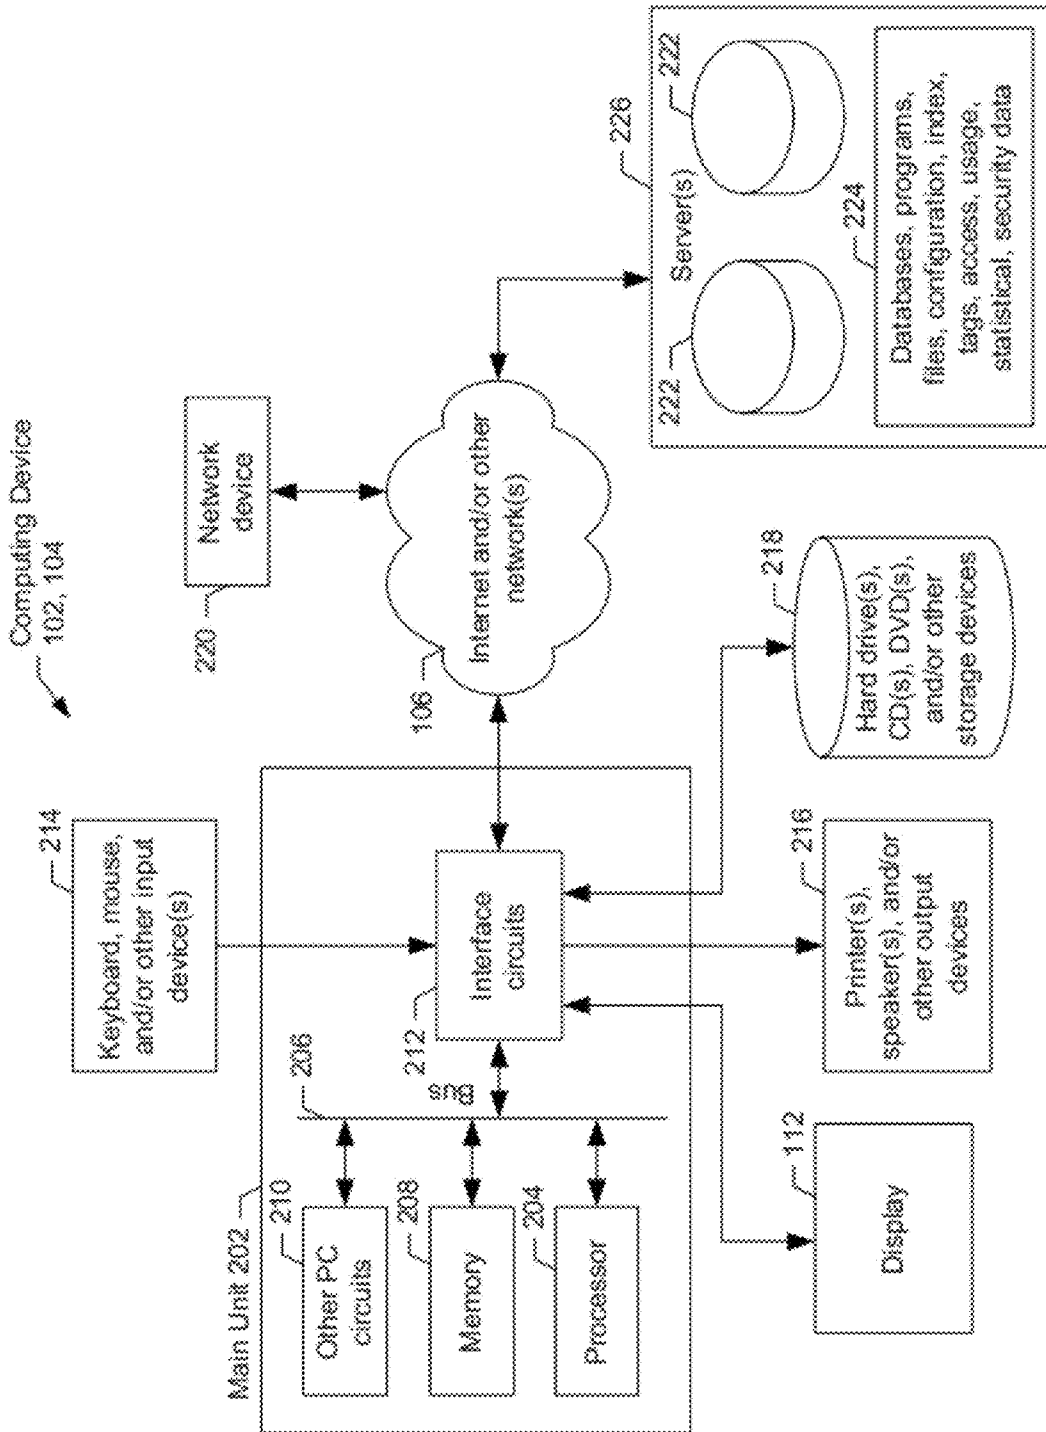 Computing Device
102, 104
214
Keyboard, mouse,
and/or other input
device(s)
220
Network
device
Main Unit 202
210
Other PC
circuits
206
Bus
208
Memory
204
Processor
212
Interface
circuits
106
Internet and/or other
network(s)
112
Display
216
Printer(s),
speaker(s), and/or
other output
devices
218
Hard drive(s),
CD(s), DVD(s),
and/or other
storage devices
226
Server(s)
222
222
224
Databases, programs,
files, configuration, index,
tags, access, usage,
statistical, security data